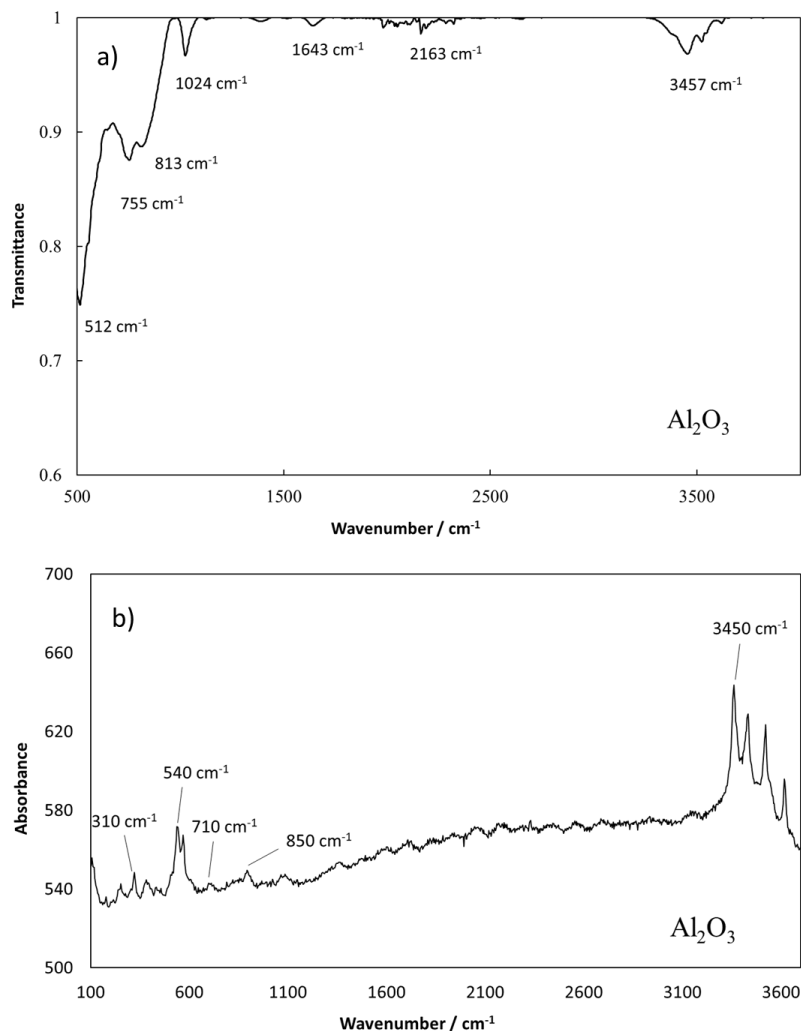 a)
1
0.9
0.8
0.7
0.6
Transmittance
1024 cm⁻¹
1643 cm⁻¹
2163 cm⁻¹
3457 cm⁻¹
813 cm⁻¹
755 cm⁻¹
512 cm⁻¹
Al₂O₃
500
1500
2500
3500
Wavenumber / cm⁻¹
b)
700
660
620
580
540
500
Absorbance
3450 cm⁻¹
540 cm⁻¹
310 cm⁻¹
710 cm⁻¹
850 cm⁻¹
Al₂O₃
100
600
1100
1600
2100
2600
3100
3600
Wavenumber / cm⁻¹